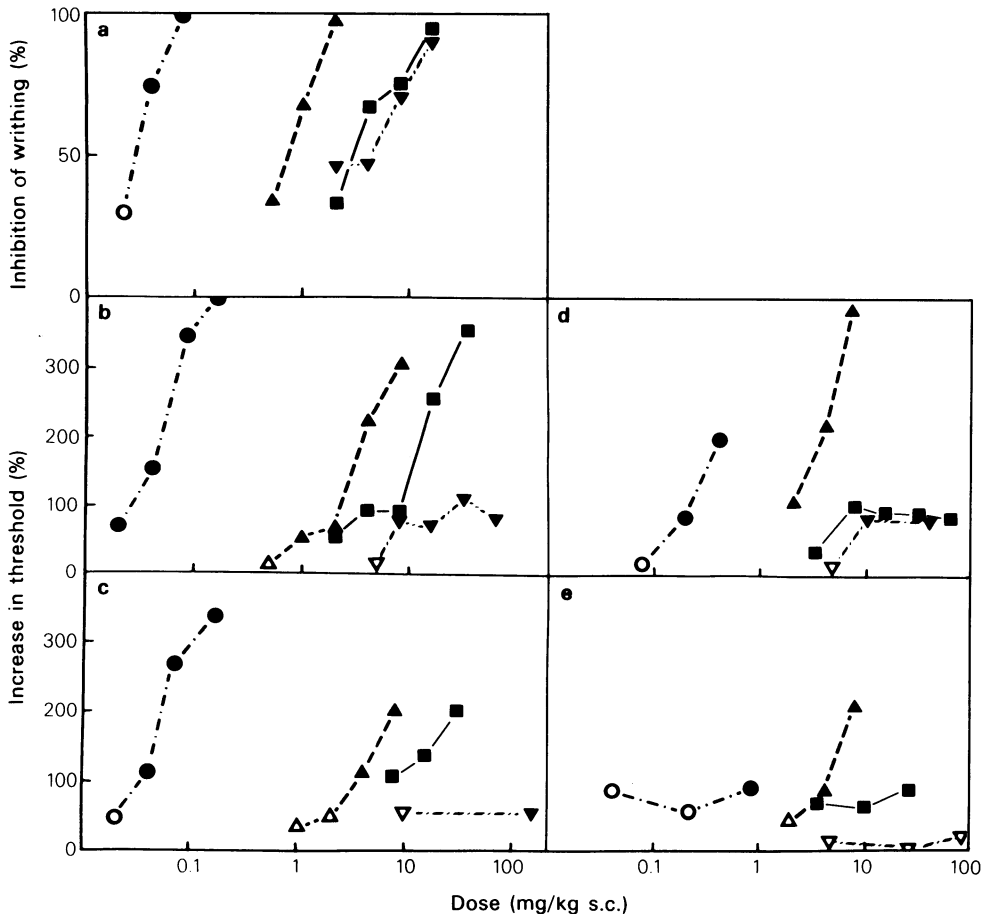 a
100
50
0
Inhibition of writhing (%)
b
300
200
100
0
d
c
300
200
100
0
e
Increase in threshold (%)
0.1 1 10 100 0.1 1 10 100
Dose (mg/kg s.c.)